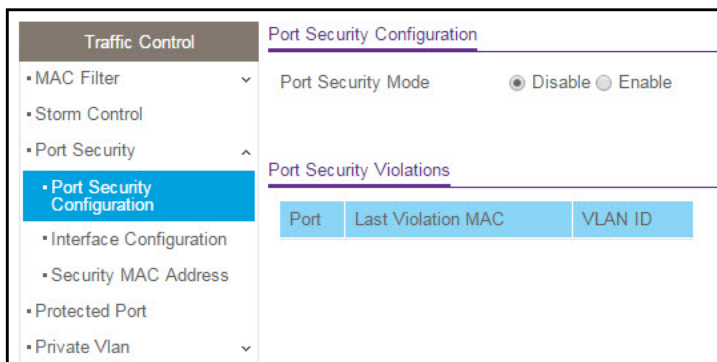 Traffic Control
MAC Filter
Storm Control
Port Security
Port Security
Configuration
Interface Configuration
Security MAC Address
Protected Port
Private Vlan
Port Security Configuration
Port Security Mode Disable Enable
Port Security Violations
Port Last Violation MAC VLAN ID